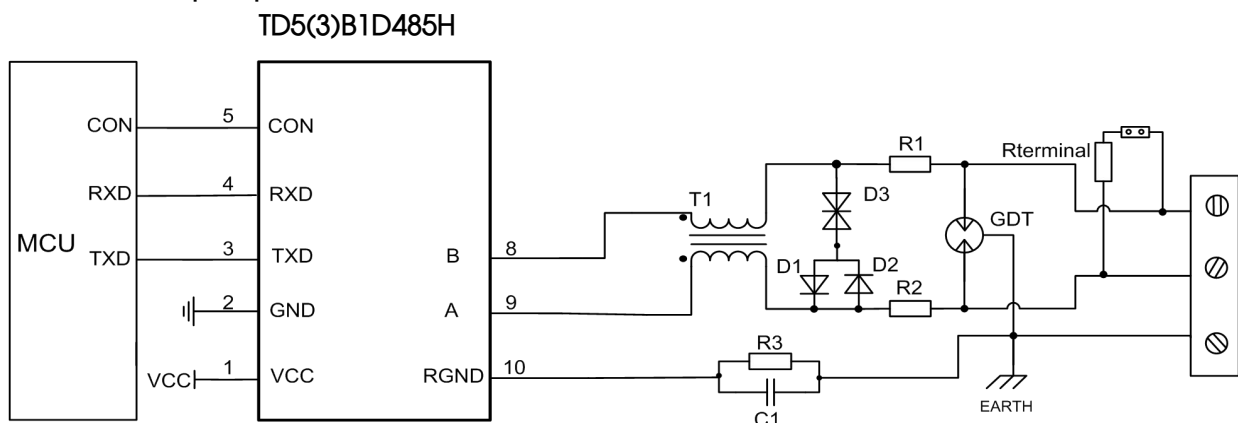 TD5(3)B1D485H
MCU
CON
RXD
TXD
5
4
3
2
1
VCC
CON
RXD
TXD
GND
VCC
B
A
RGND
8
9
10
T1
D3
D1
D2
R1
R2
GDT
Rterminal
R3
C1
EARTH